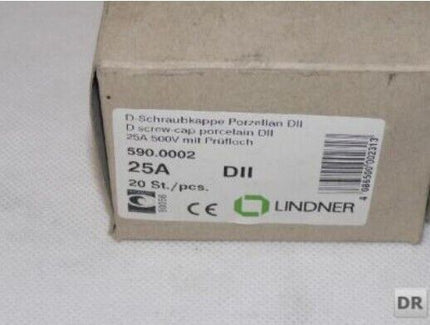 D-Schraubkappe Porzellan DII
D screw-cap porcelain DII
25A 500V mit Prüfloch
590.0002
25A DII
20 St./pcs.
CE LINDNER
DR